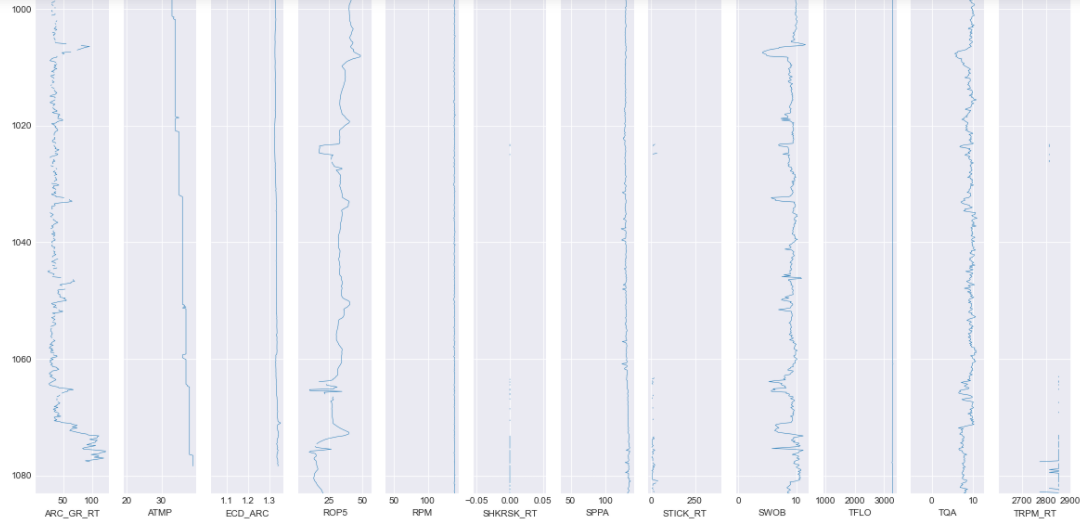 1000
1020
1040
1060
1080
50 100 20 30 1.1 1.2 1.3 25 50 50 100 −0.05 0.00 0.05 50 100 0 250 0 10 1000 2000 3000 0 10 2700 2800 2900
ARC_GR_RT ATMP ECD_ARC ROP5 RPM SHKRSK_RT SPPA STICK_RT SWOB TFLO TQA TRPM_RT